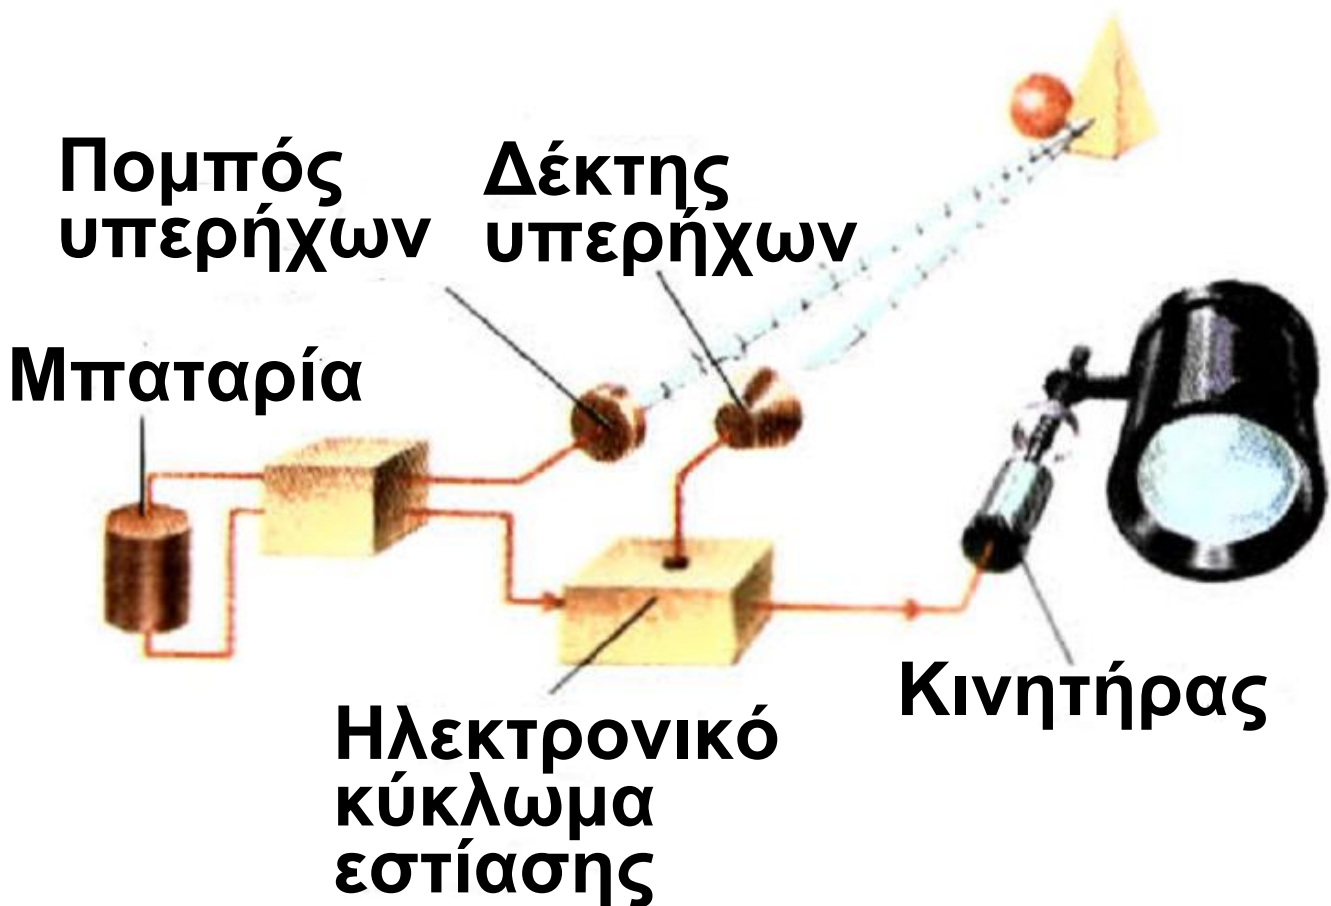 Πομπός
υπερήχων
Δέκτης
υπερήχων
Μπαταρία
Κινητήρας
Ηλεκτρονικό
κύκλωμα
εστίασης